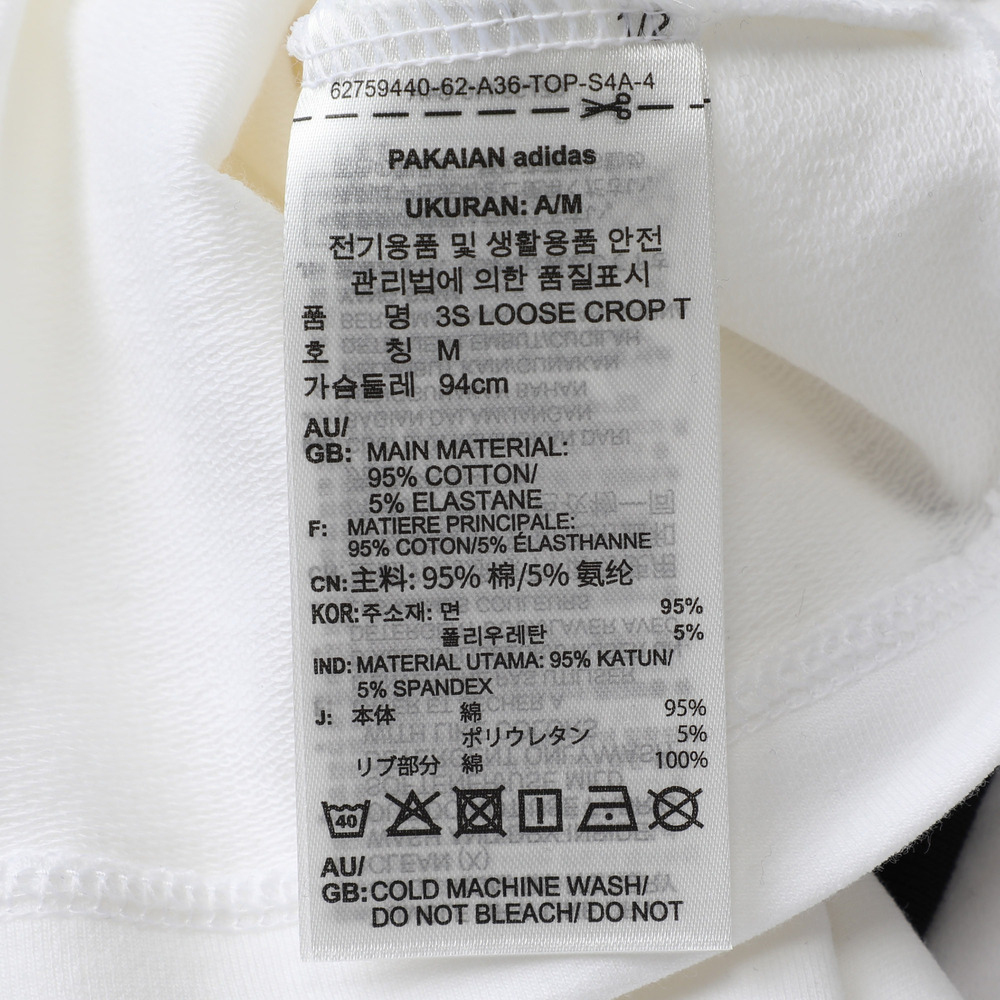 1/2
62759440-62-A36-TOP-S4A-4
PAKAIAN adidas
UKURAN: A/M
전기용품 및 생활용품 안전
관리법에 의한 품질표시
품 명 3S LOOSE CROP T
호 칭 M
가슴둘레 94cm
AU/
GB: MAIN MATERIAL:
95% COTTON/
5% ELASTANE
F: MATIERE PRINCIPALE:
95% COTON/5% ÉLASTHANNE
CN: 主料: 95% 棉/5% 氨纶
KOR: 주소재: 면 95%
폴리우레탄 5%
IND: MATERIAL UTAMA: 95% KATUN/
5% SPANDEX
J: 本体 綿 95%
ポリウレタン 5%
リブ部分 綿 100%
40
AU/
GB: COLD MACHINE WASH/
DO NOT BLEACH/ DO NOT